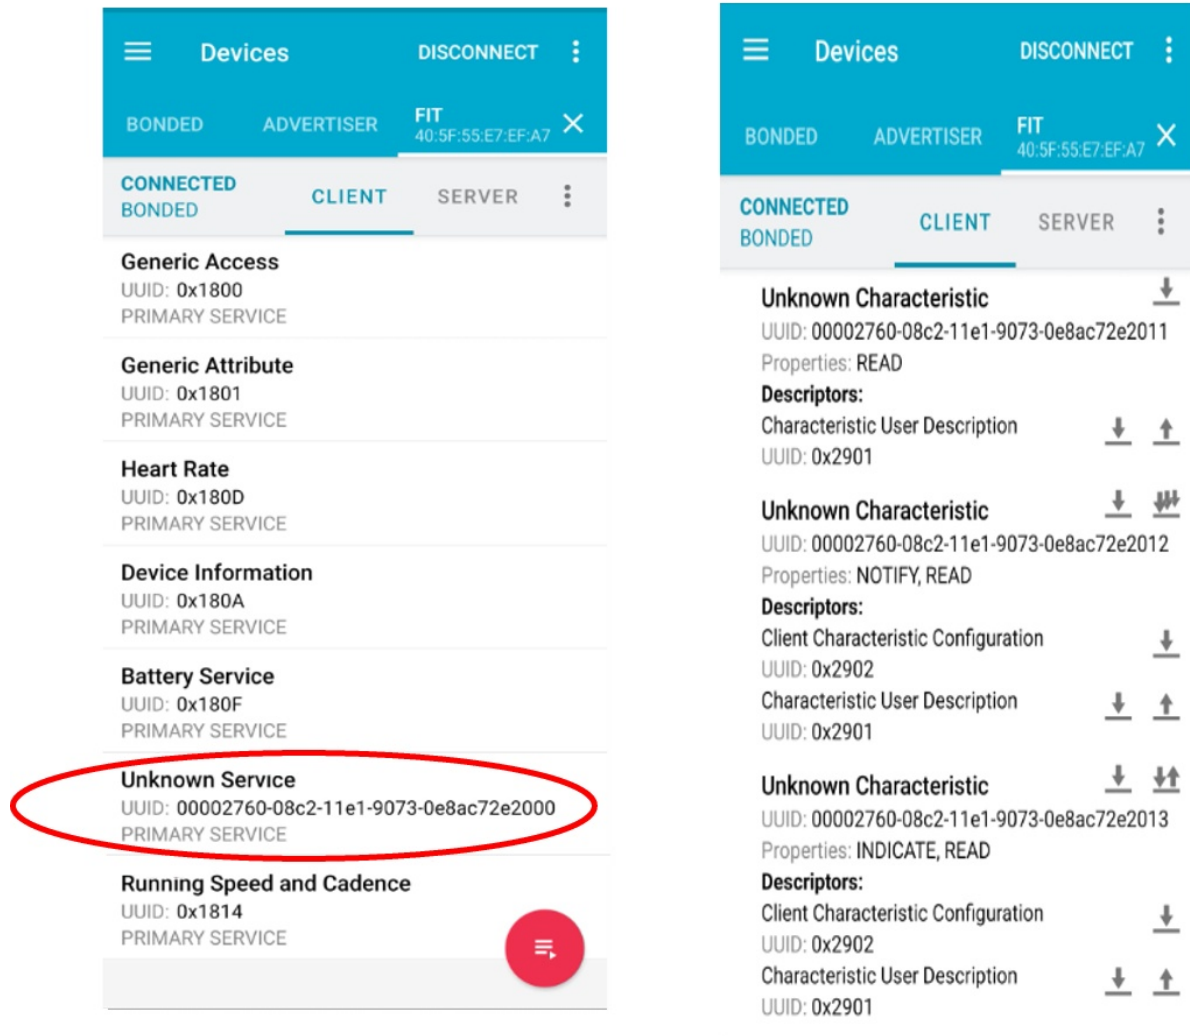 Devices
DISCONNECT
BONDED
ADVERTISER
FIT
40:5F:55:E7:EF:A7
CONNECTED
BONDED
CLIENT
SERVER
Generic Access
UUID: 0x1800
PRIMARY SERVICE
Generic Attribute
UUID: 0x1801
PRIMARY SERVICE
Heart Rate
UUID: 0x180D
PRIMARY SERVICE
Device Information
UUID: 0x180A
PRIMARY SERVICE
Battery Service
UUID: 0x180F
PRIMARY SERVICE
Unknown Service
UUID: 00002760-08c2-11e1-9073-0e8ac72e2000
PRIMARY SERVICE
Running Speed and Cadence
UUID: 0x1814
PRIMARY SERVICE
Devices
DISCONNECT
BONDED
ADVERTISER
FIT
40:5F:55:E7:EF:A7
CONNECTED
BONDED
CLIENT
SERVER
Unknown Characteristic
UUID: 00002760-08c2-11e1-9073-0e8ac72e2011
Properties: READ
Descriptors:
Characteristic User Description
UUID: 0x2901
Unknown Characteristic
UUID: 00002760-08c2-11e1-9073-0e8ac72e2012
Properties: NOTIFY, READ
Descriptors:
Client Characteristic Configuration
UUID: 0x2902
Characteristic User Description
UUID: 0x2901
Unknown Characteristic
UUID: 00002760-08c2-11e1-9073-0e8ac72e2013
Properties: INDICATE, READ
Descriptors:
Client Characteristic Configuration
UUID: 0x2902
Characteristic User Description
UUID: 0x2901